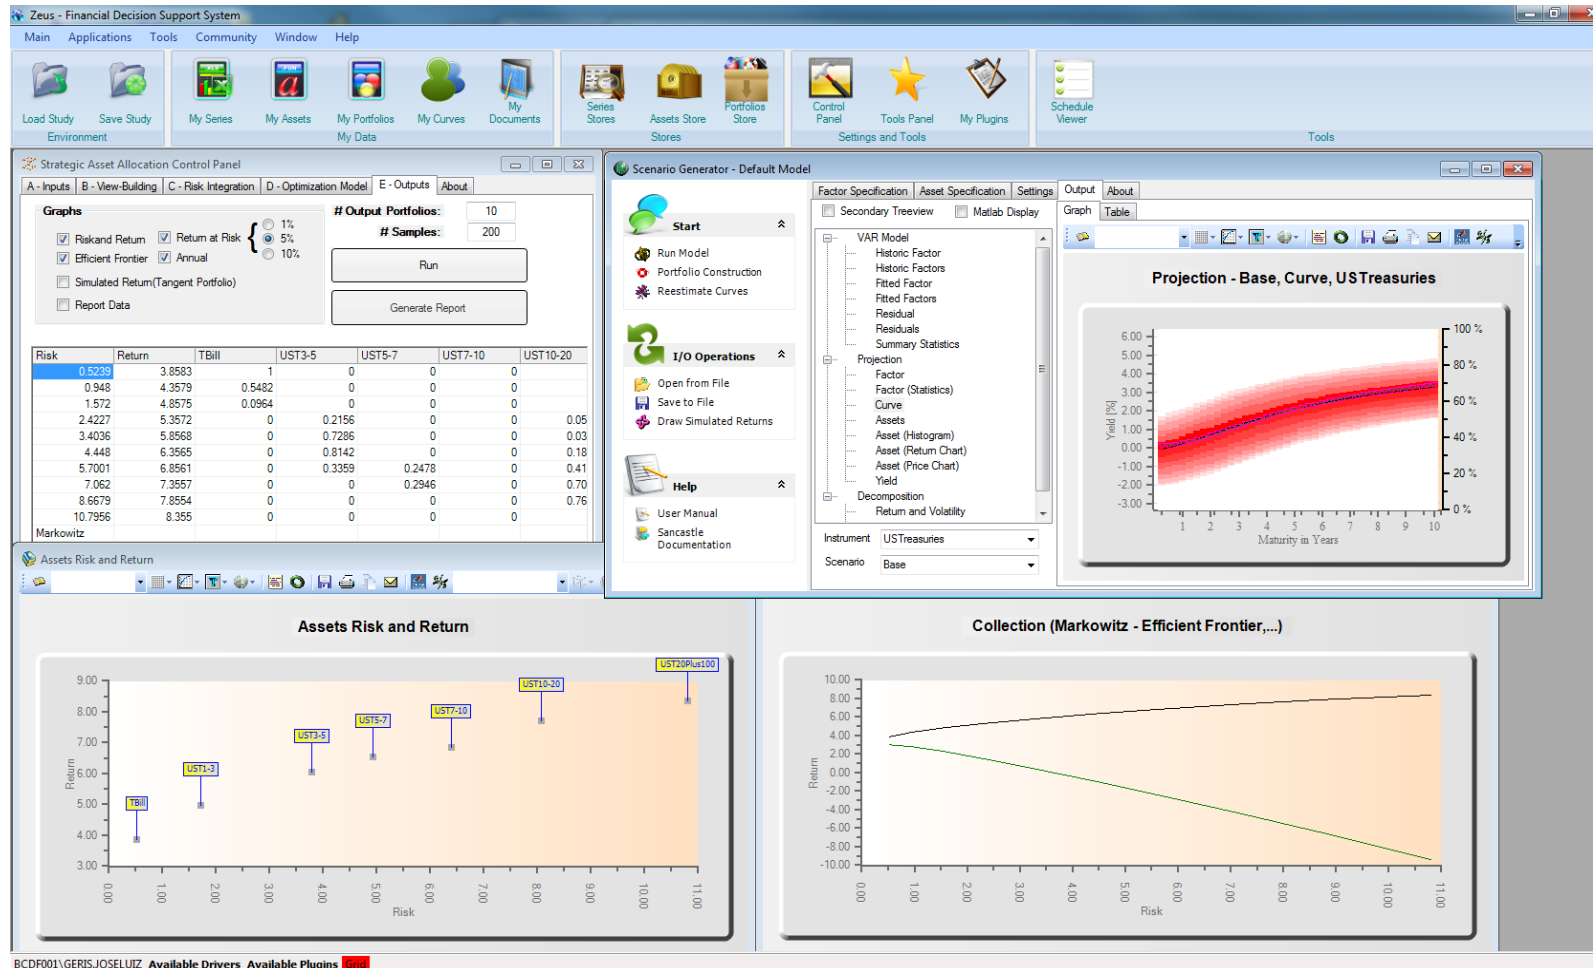 Zeus - Financial Decision Support System
Main Applications Tools Community Window Help
Load Study Save Study
Environment
My Series My Assets My Portfolios My Curves My Documents
My Data
Series Stores Assets Store Portfolios Store
Stores
Control Panel Tools Panel My Plugins
Settings and Tools
Schedule Viewer
Tools
Strategic Asset Allocation Control Panel
A - Inputs B - View-Building C - Risk Integration D - Optimization Model E - Outputs About
Graphs
Riskand Return Return at Risk 1% 5% 10%
Efficient Frontier Annual
Simulated Return(Tangent Portfolio)
Report Data
# Output Portfolios: 10
# Samples: 200
Run
Generate Report
Risk Return TBill UST3-5 UST5-7 UST7-10 UST10-20
0.5239 3.8583 1 0 0 0
0.948 4.3579 0.5482 0 0 0
1.572 4.8575 0.0964 0 0 0
2.4227 5.3572 0 0.2156 0 0 0.05
3.4036 5.8568 0 0.7286 0 0 0.03
4.448 6.3565 0 0.8142 0 0 0.18
5.7001 6.8561 0 0.3359 0.2478 0 0.41
7.062 7.3557 0 0 0.2946 0 0.70
8.6679 7.8554 0 0 0 0 0.76
10.7956 8.355 0 0 0 0
Markowitz
Scenario Generator - Default Model
Start
Run Model
Portfolio Construction
Reestimate Curves
I/O Operations
Open from File
Save to File
Draw Simulated Returns
Help
User Manual
Sancastle
Documentation
Factor Specification Asset Specification Settings Output About
Secondary Treeview Matlab Display
VAR Model
Historic Factor
Historic Factors
Fitted Factor
Fitted Factors
Residual
Residuals
Summary Statistics
Projection
Factor
Factor (Statistics)
Curve
Assets
Asset (Histogram)
Asset (Return Chart)
Asset (Price Chart)
Yield
Decomposition
Return and Volatility
Instrument USTreasuries
Scenario Base
Graph Table
Projection - Base, Curve, USTreasuries
Yield [%]
6.00
5.00
4.00
3.00
2.00
1.00
0.00
-1.00
-2.00
-3.00
100 %
80 %
60 %
40 %
20 %
0 %
1 2 3 4 5 6 7 8 9 10
Maturity in Years
Assets Risk and Return
Assets Risk and Return
Return
9.00
8.00
7.00
6.00
5.00
4.00
3.00
TBill
UST1-3
UST3-5
UST5-7
UST7-10
UST10-20
UST20Plus100
0.00 1.00 2.00 3.00 4.00 5.00 6.00 7.00 8.00 9.00 10.00 11.00
Risk
Collection (Markowitz - Efficient Frontier,...)
Return
10.00
8.00
6.00
4.00
2.00
0.00
-2.00
-4.00
-6.00
-8.00
-10.00
0.00 1.00 2.00 3.00 4.00 5.00 6.00 7.00 8.00 9.00 10.00 11.00
Risk
BCDF001\GERIS.JOSELUIZ Available Drivers Available Plugins Grid